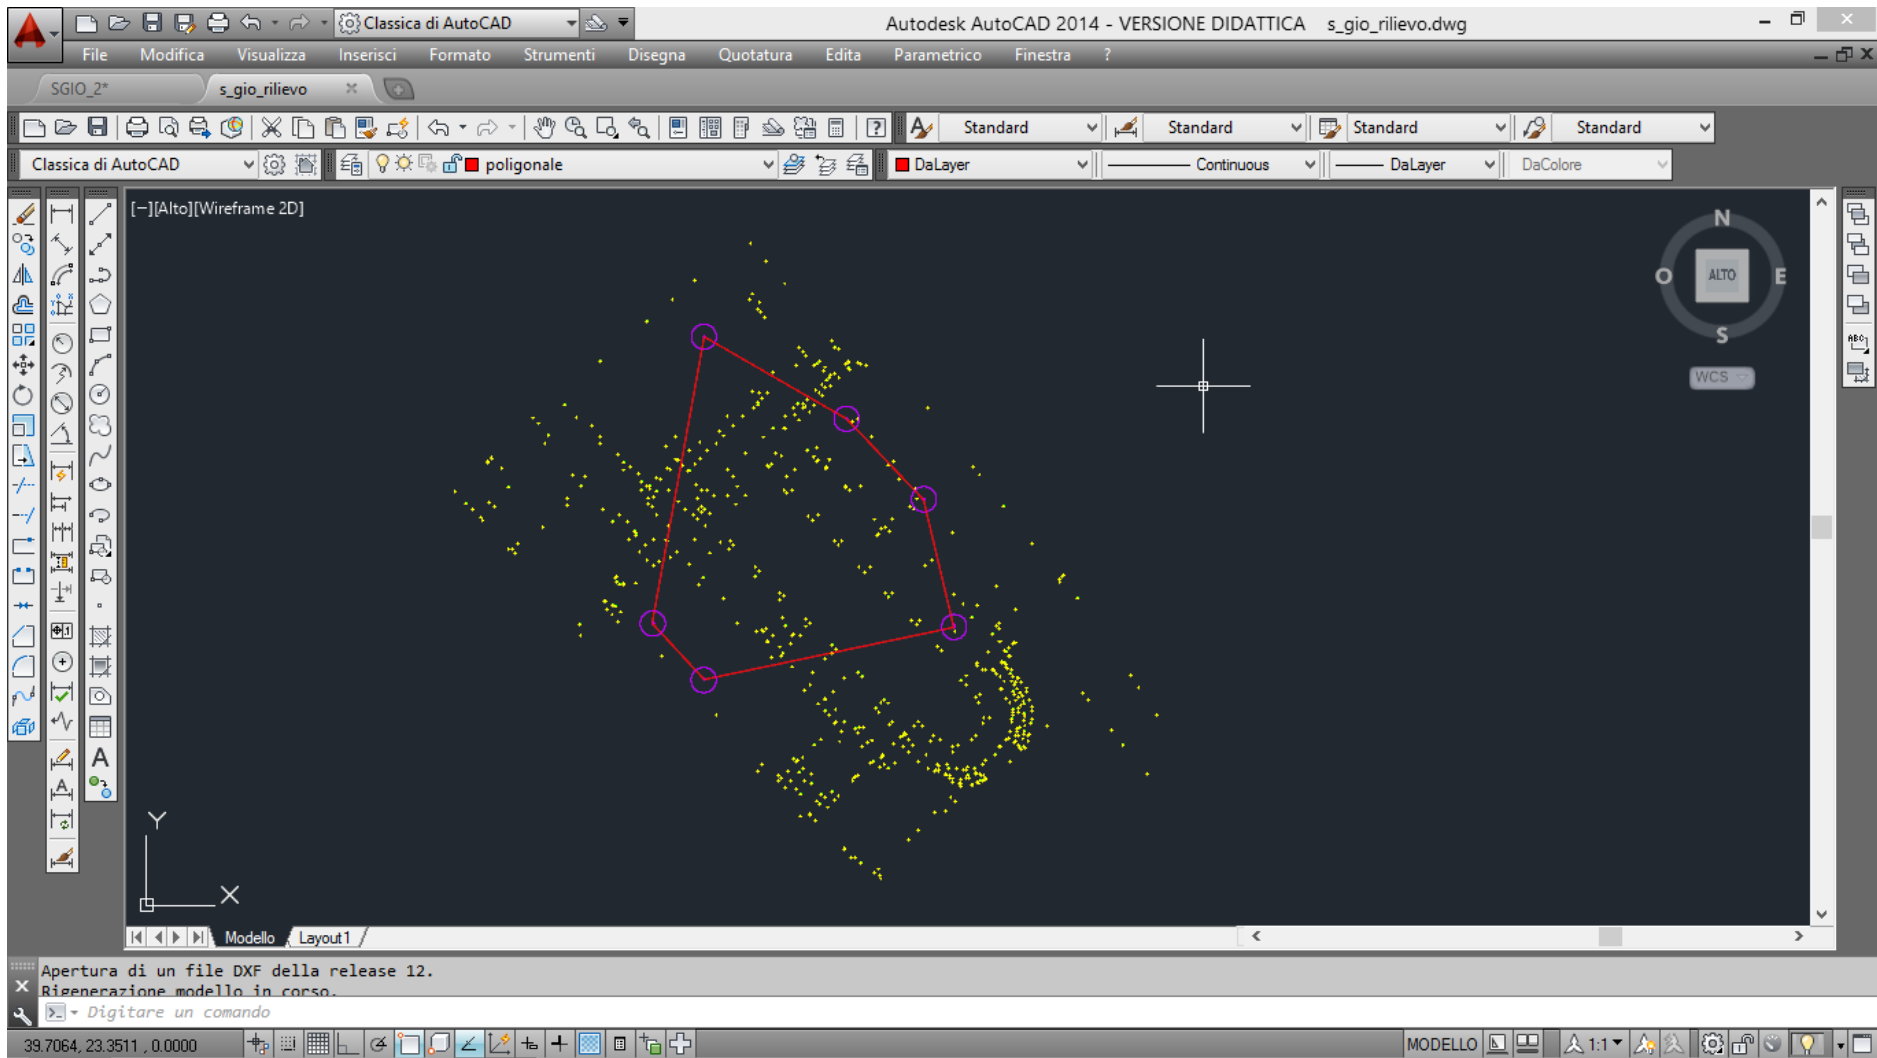 Classica di AutoCAD
Autodesk AutoCAD 2014 - VERSIONE DIDATTICA s_gio_rilievo.dwg
File Modifica Visualizza Inserisci Formato Strumenti Disegna Quotatura Edita Parametrico Finestra ?
SGIO_2* s_gio_rilievo
Standard Standard Standard Standard
Classica di AutoCAD poligonale DaLayer Continuous DaLayer DaColore
[−][Alto][Wireframe 2D]
N
O ALTO E
S
WCS
ABC
A
A
Y
X
Modello Layout1
Apertura di un file DXF della release 12.
Rigenerazione modello in corso.
Digitare un comando
39.7064, 23.3511 , 0.0000 MODELLO 1:1